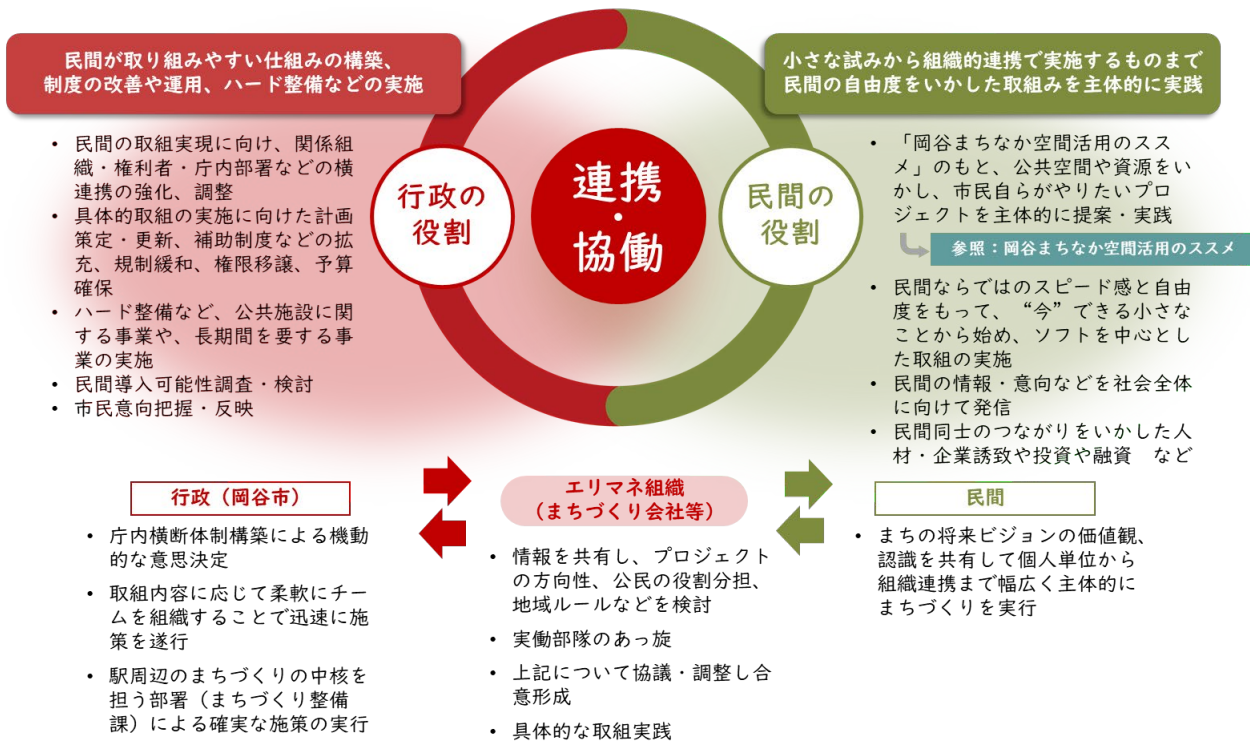 民間が取り組みやすい仕組みの構築、
制度の改善や運用、ハード整備などの実施
• 民間の取組実現に向け、関係組
織・権利者・庁内部署などの横
連携の強化、調整
• 具体的取組の実施に向けた計画
策定・更新、補助制度などの拡
充、規制緩和、権限移譲、予算
確保
• ハード整備など、公共施設に関
する事業や、長期間を要する事
業の実施
• 民間導入可能性調査・検討
• 市民意向把握・反映
行政の
役割
連携
・
協働
民間の
役割
小さな試みから組織的連携で実施するものまで
民間の自由度をいかした取組みを主体的に実践
• 「岡谷まちなか空間活用のスス
メ」のもと、公共空間や資源をい
かし、市民自らがやりたいプロ
ジェクトを主体的に提案・実践
参照：岡谷まちなか空間活用のススメ
• 民間ならではのスピード感と自由
度をもって、“今”できる小さな
ことから始め、ソフトを中心とし
た取組の実施
• 民間の情報・意向などを社会全体
に向けて発信
• 民間同士のつながりをいかした人
材・企業誘致や投資や融資　など
行政（岡谷市）
• 庁内横断体制構築による機動
的な意思決定
• 取組内容に応じて柔軟にチー
ムを組織することで迅速に施
策を遂行
• 駅周辺のまちづくりの中核を
担う部署（まちづくり整備
課）による確実な施策の実行
エリマネ組織
（まちづくり会社等）
• 情報を共有し、プロジェクト
の方向性、公民の役割分担、
地域ルールなどを検討
• 実働部隊のあっ旋
• 上記について協議・調整し合
意形成
• 具体的な取組実践
民間
• まちの将来ビジョンの価値観、
認識を共有して個人単位から
組織連携まで幅広く主体的に
まちづくりを実行